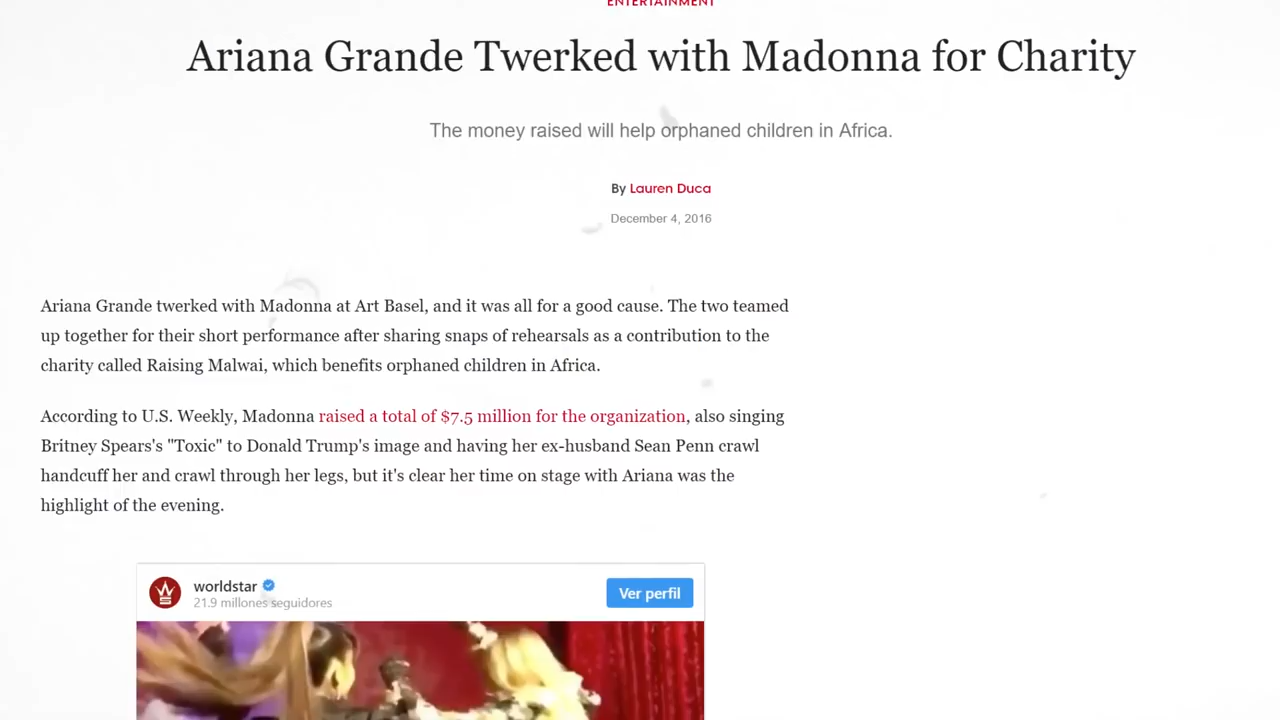 ENTERTAINMENT
Ariana Grande Twerked with Madonna for Charity
The money raised will help orphaned children in Africa.
By Lauren Duca
December 4, 2016
Ariana Grande twerked with Madonna at Art Basel, and it was all for a good cause. The two teamed
up together for their short performance after sharing snaps of rehearsals as a contribution to the
charity called Raising Malwai, which benefits orphaned children in Africa.
According to U.S. Weekly, Madonna raised a total of $7.5 million for the organization, also singing
Britney Spears's "Toxic" to Donald Trump's image and having her ex-husband Sean Penn crawl
handcuff her and crawl through her legs, but it's clear her time on stage with Ariana was the
highlight of the evening.
worldstar
21.9 millones seguidores
Ver perfil